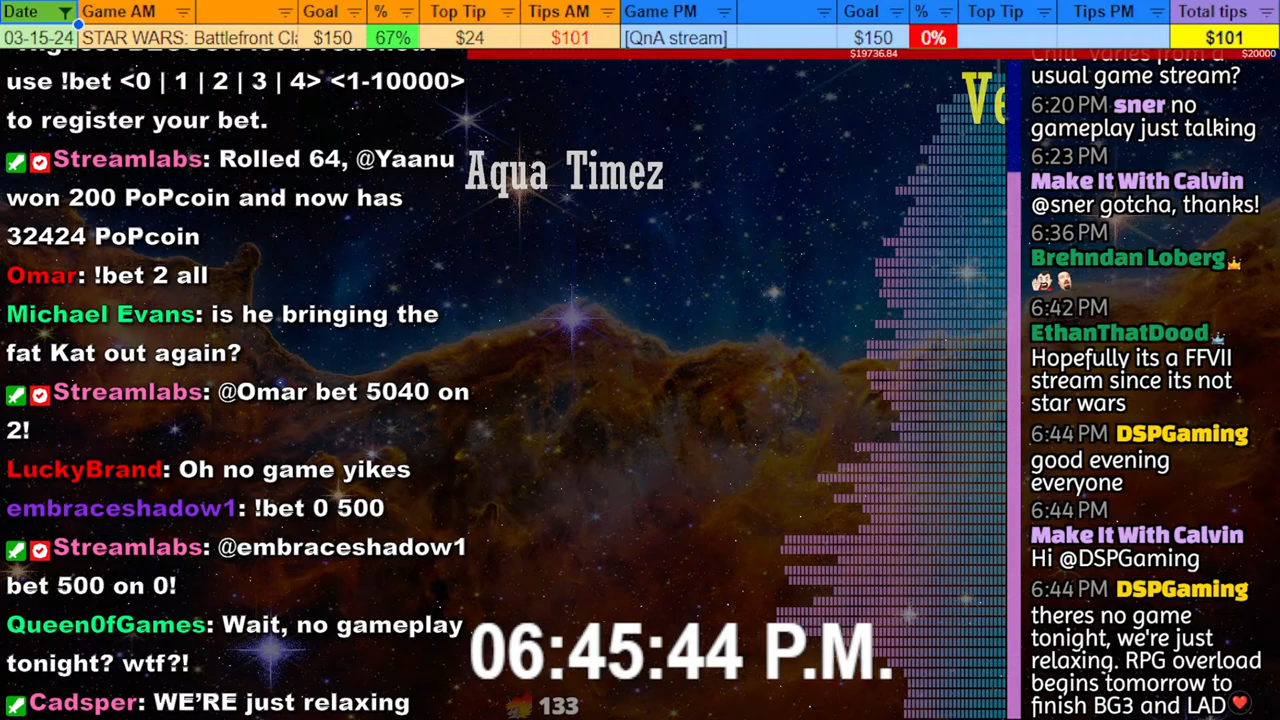 Date Game AM Goal % Top Tip Tips AM Game PM Goal % Top Tip Tips PM Total tips
03-15-24 STAR WARS: Battlefront Cl $150 67% $24 $101 [QnA stream] $150 0% $101
$19736.84 $20000
use !bet <0 | 1 | 2 | 3 | 4> <1-10000>
to register your bet.
Streamlabs: Rolled 64, @Yaanu
won 200 PoPcoin and now has
32424 PoPcoin
Omar: !bet 2 all
Michael Evans: is he bringing the
fat Kat out again?
Streamlabs: @Omar bet 5040 on
2!
LuckyBrand: Oh no game yikes
embraceshadow1: !bet 0 500
Streamlabs: @embraceshadow1
bet 500 on 0!
Queen0fGames: Wait, no gameplay
tonight? wtf?!
Cadsper: WE'RE just relaxing
Ve
Aqua Timez
06:45:44 P.M.
133
Chill" varies from a
usual game stream?
6:20 PM sner no
gameplay just talking
6:23 PM
Make It With Calvin
@sner gotcha, thanks!
6:36 PM
Brehndan Loberg
6:42 PM
EthanThatDood
Hopefully its a FFVII
stream since its not
star wars
6:44 PM DSPGaming
good evening
everyone
6:44 PM
Make It With Calvin
Hi @DSPGaming
6:44 PM DSPGaming
theres no game
tonight, we're just
relaxing. RPG overload
begins tomorrow to
finish BG3 and LAD